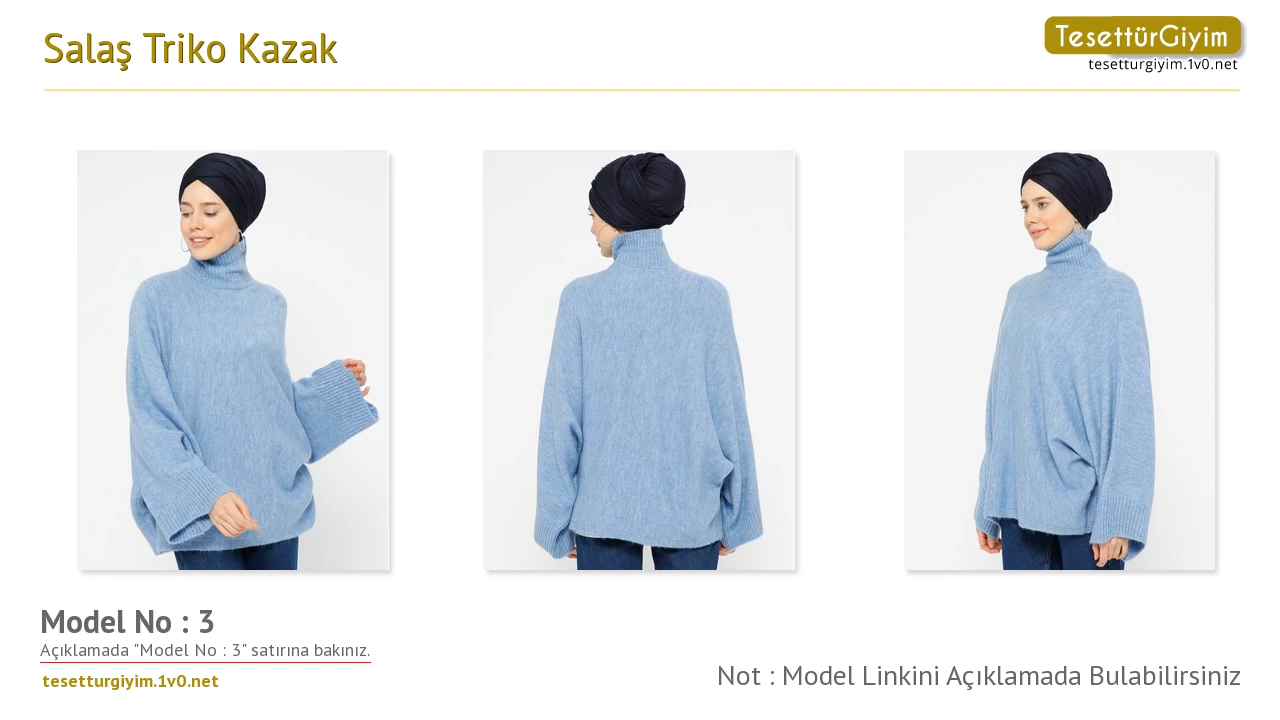 Salaş Triko Kazak
TesettürGiyim
tesetturgiyim.1v0.net
Model No : 3
Açıklamada "Model No : 3" satırına bakınız.
tesetturgiyim.1v0.net
Not : Model Linkini Açıklamada Bulabilirsiniz